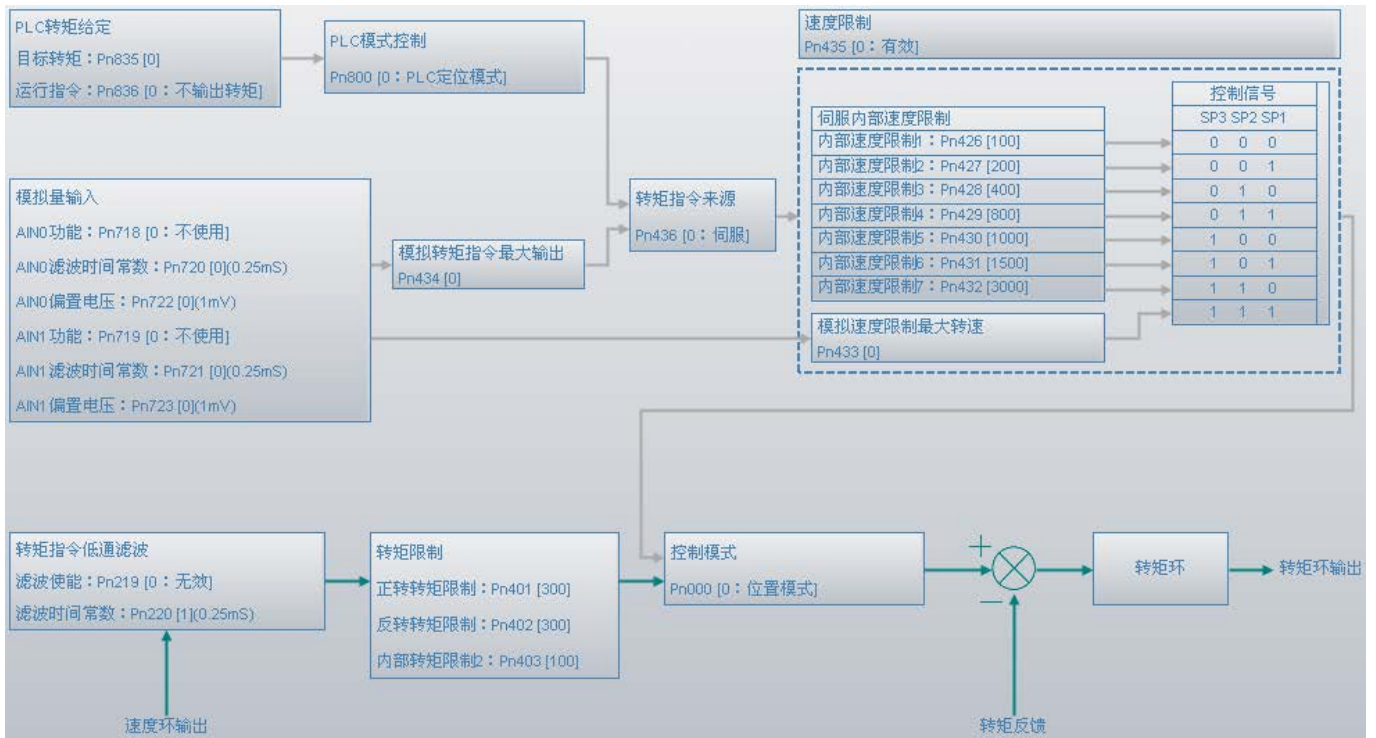 PLC转矩给定
目标转矩：Pn835 [0]
运行指令：Pn836 [0：不输出转矩]
PLC模式控制
Pn800 [0：PLC定位模式]
速度限制
Pn435 [0：有效]
模拟量输入
AIN0功能：Pn718 [0：不使用]
AIN0滤波时间常数：Pn720 [0](0.25mS)
AIN0偏置电压：Pn722 [0](1mV)
AIN1功能：Pn719 [0：不使用]
AIN1滤波时间常数：Pn721 [0](0.25mS)
AIN1偏置电压：Pn723 [0](1mV)
模拟转矩指令最大输出
Pn434 [0]
转矩指令来源
Pn436 [0：伺服]
伺服内部速度限制
内部速度限制1：Pn426 [100]
内部速度限制2：Pn427 [200]
内部速度限制3：Pn428 [400]
内部速度限制4：Pn429 [800]
内部速度限制5：Pn430 [1000]
内部速度限制6：Pn431 [1500]
内部速度限制7：Pn432 [3000]
模拟速度限制最大转速
Pn433 [0]
控制信号
SP3 SP2 SP1
0 0 0
0 0 1
0 1 0
0 1 1
1 0 0
1 0 1
1 1 0
1 1 1
转矩指令低通滤波
滤波使能：Pn219 [0：无效]
滤波时间常数：Pn220 [1](0.25mS)
速度环输出
转矩限制
正转转矩限制：Pn401 [300]
反转转矩限制：Pn402 [300]
内部转矩限制2：Pn403 [100]
控制模式
Pn000 [0：位置模式]
+
−
转矩反馈
转矩环
转矩环输出